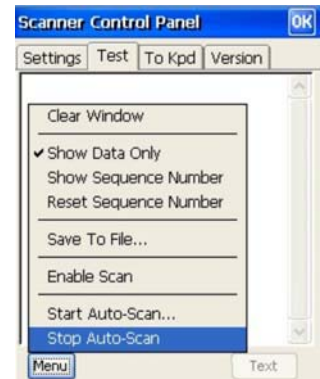 Scanner Control Panel OK
Settings Test To Kpd Version
Clear Window
Show Data Only
Show Sequence Number
Reset Sequence Number
Save To File...
Enable Scan
Start Auto-Scan...
Stop Auto-Scan
Menu Text